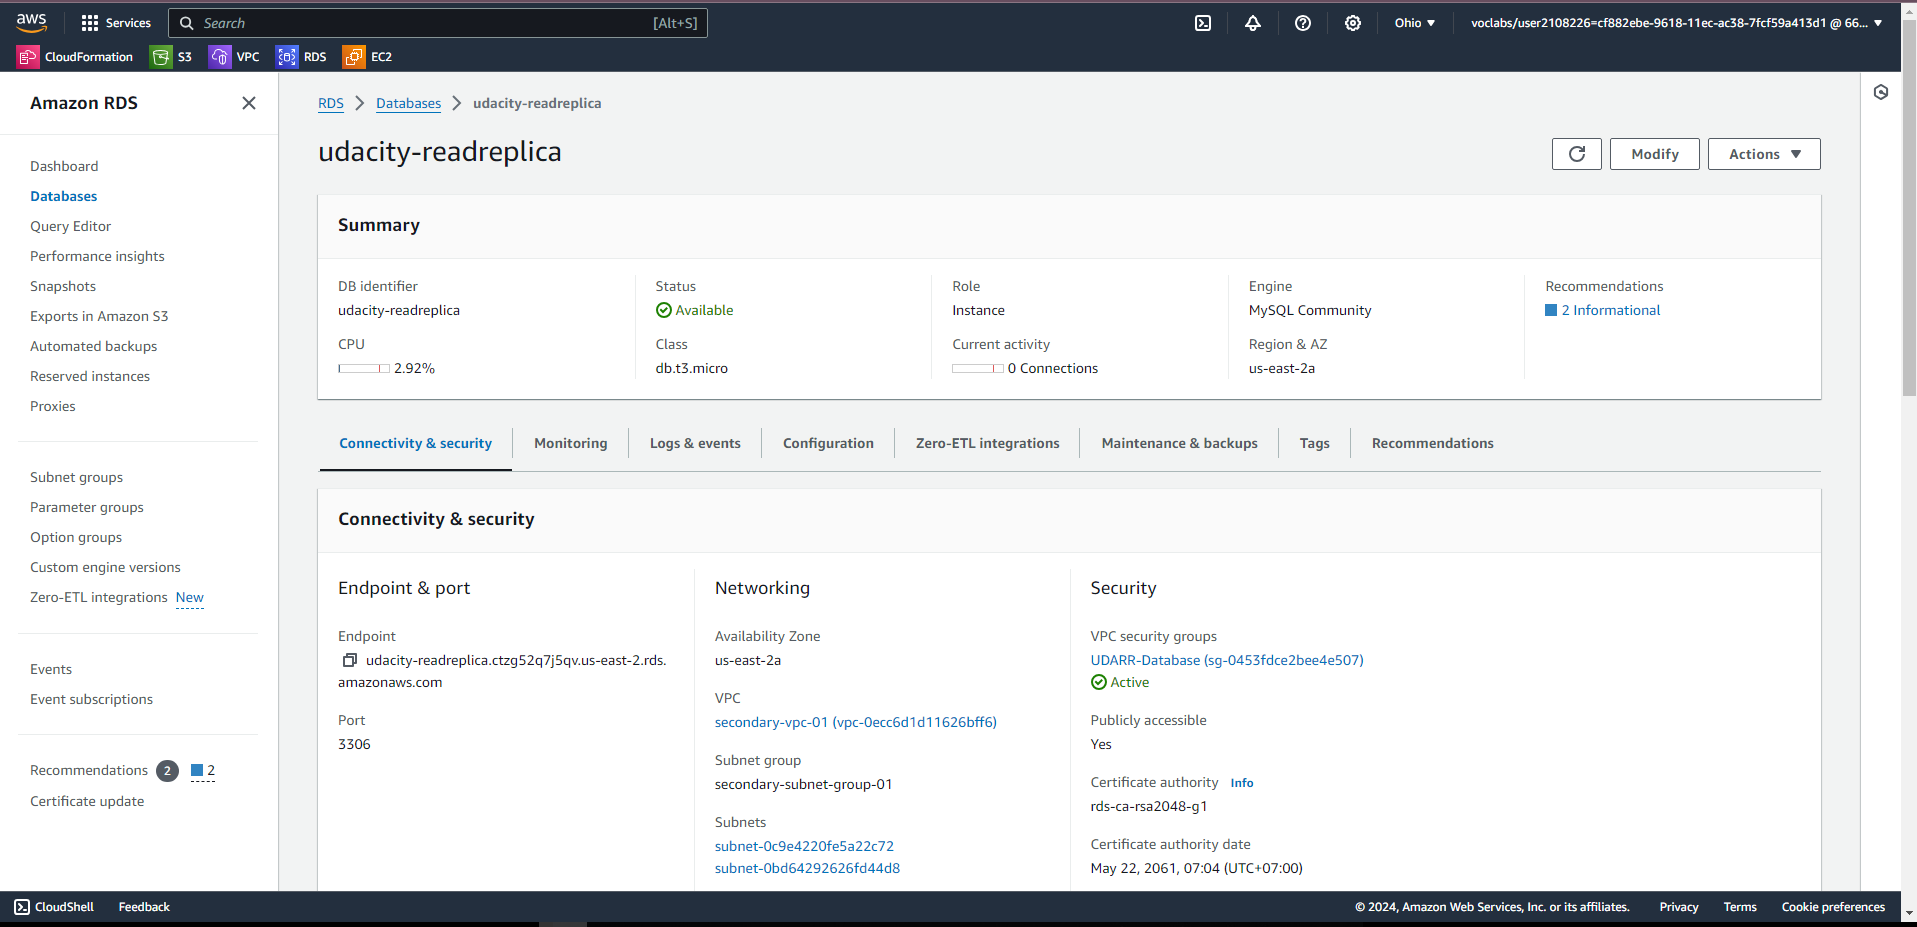 aws
Services
Search
[Alt+S]
Ohio
voclabs/user2108226=cf882ebe-9618-11ec-ac38-7fcf59a413d1 @ 66...
CloudFormation
S3
VPC
RDS
EC2
Amazon RDS
Dashboard
Databases
Query Editor
Performance insights
Snapshots
Exports in Amazon S3
Automated backups
Reserved instances
Proxies
Subnet groups
Parameter groups
Option groups
Custom engine versions
Zero-ETL integrations New
Events
Event subscriptions
Recommendations 2 2
Certificate update
RDS
Databases
udacity-readreplica
udacity-readreplica
Modify
Actions
Summary
DB identifier
udacity-readreplica
CPU
2.92%
Status
Available
Class
db.t3.micro
Role
Instance
Current activity
0 Connections
Engine
MySQL Community
Region & AZ
us-east-2a
Recommendations
2 Informational
Connectivity & security
Monitoring
Logs & events
Configuration
Zero-ETL integrations
Maintenance & backups
Tags
Recommendations
Connectivity & security
Endpoint & port
Endpoint
udacity-readreplica.ctzg52q7j5qv.us-east-2.rds.
amazonaws.com
Port
3306
Networking
Availability Zone
us-east-2a
VPC
secondary-vpc-01 (vpc-0ecc6d1d11626bff6)
Subnet group
secondary-subnet-group-01
Subnets
subnet-0c9e4220fe5a22c72
subnet-0bd64292626fd44d8
Security
VPC security groups
UDARR-Database (sg-0453fdce2bee4e507)
Active
Publicly accessible
Yes
Certificate authority Info
rds-ca-rsa2048-g1
Certificate authority date
May 22, 2061, 07:04 (UTC+07:00)
CloudShell
Feedback
© 2024, Amazon Web Services, Inc. or its affiliates.
Privacy
Terms
Cookie preferences